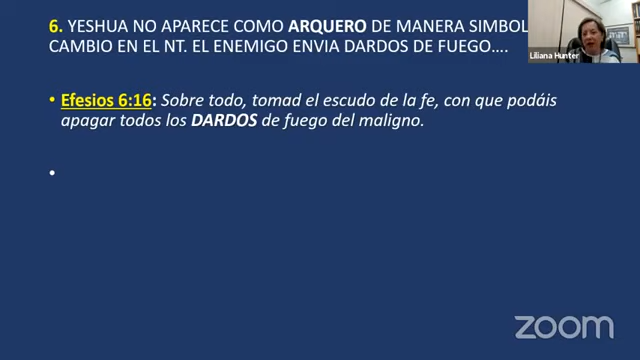 6. YESHUA NO APARECE COMO ARQUERO DE MANERA
CAMBIO EN EL NT. EL ENEMIGO ENVIA DARDOS DE FUEGO....
Liliana Hunter
• Efesios 6:16: Sobre todo, tomad el escudo de la fe, con que podáis
apagar todos los DARDOS de fuego del maligno.
•
zoom